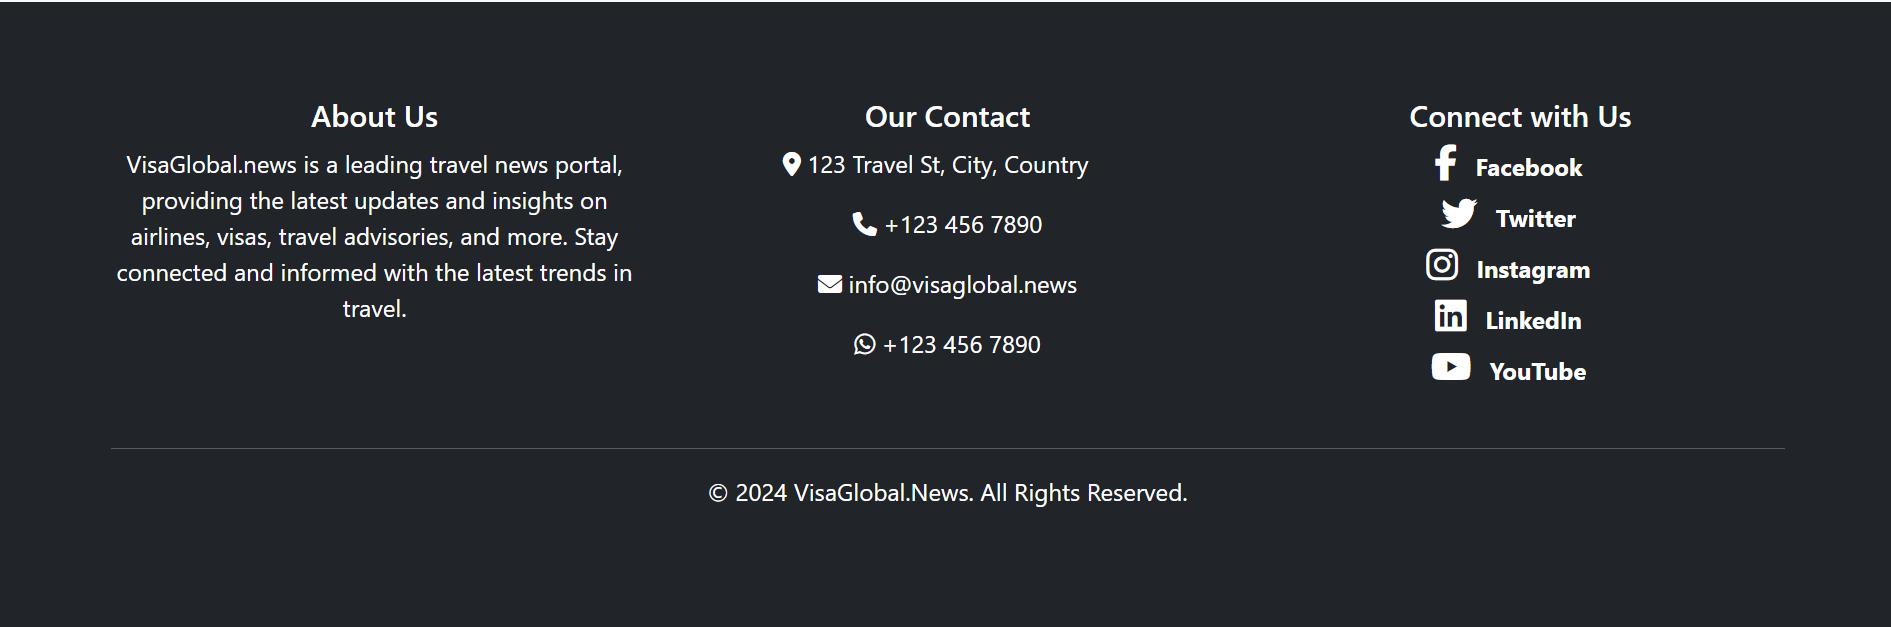 About Us
VisaGlobal.news is a leading travel news portal,
providing the latest updates and insights on
airlines, visas, travel advisories, and more. Stay
connected and informed with the latest trends in
travel.
Our Contact
123 Travel St, City, Country
+123 456 7890
info@visaglobal.news
+123 456 7890
Connect with Us
Facebook
Twitter
Instagram
LinkedIn
YouTube
© 2024 VisaGlobal.News. All Rights Reserved.